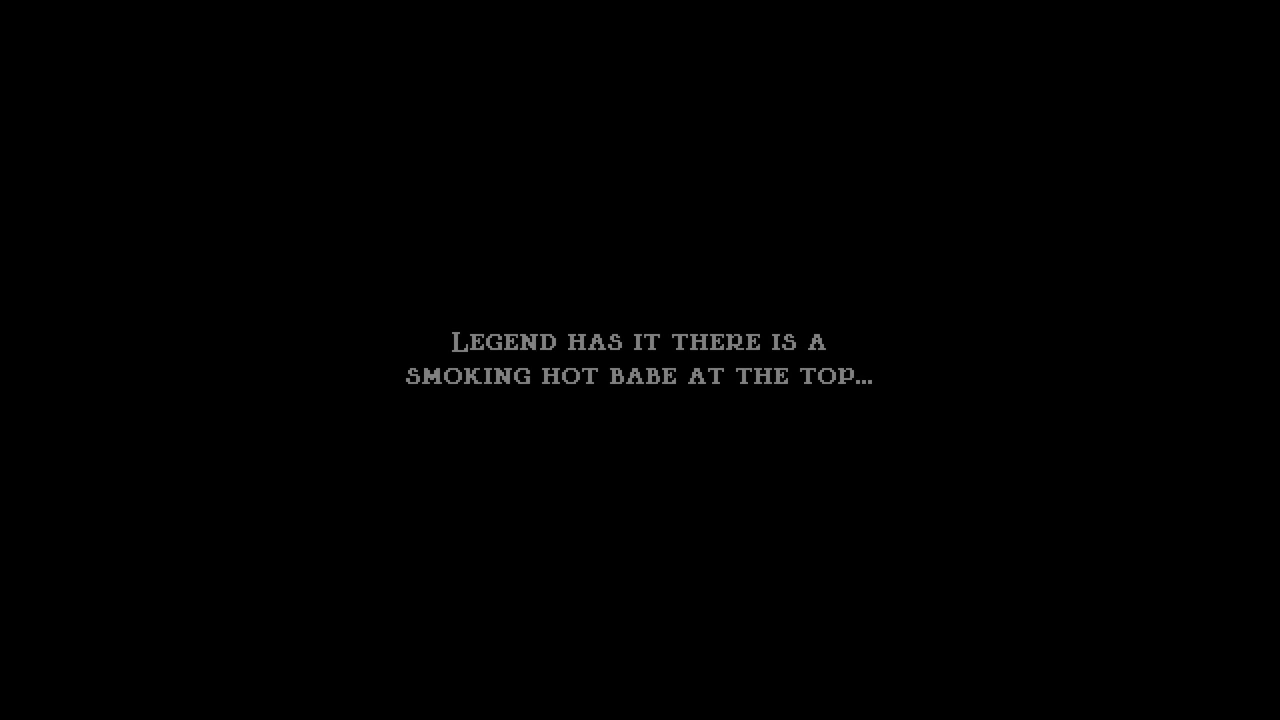 Legend has it there is a
smoking hot babe at the top...